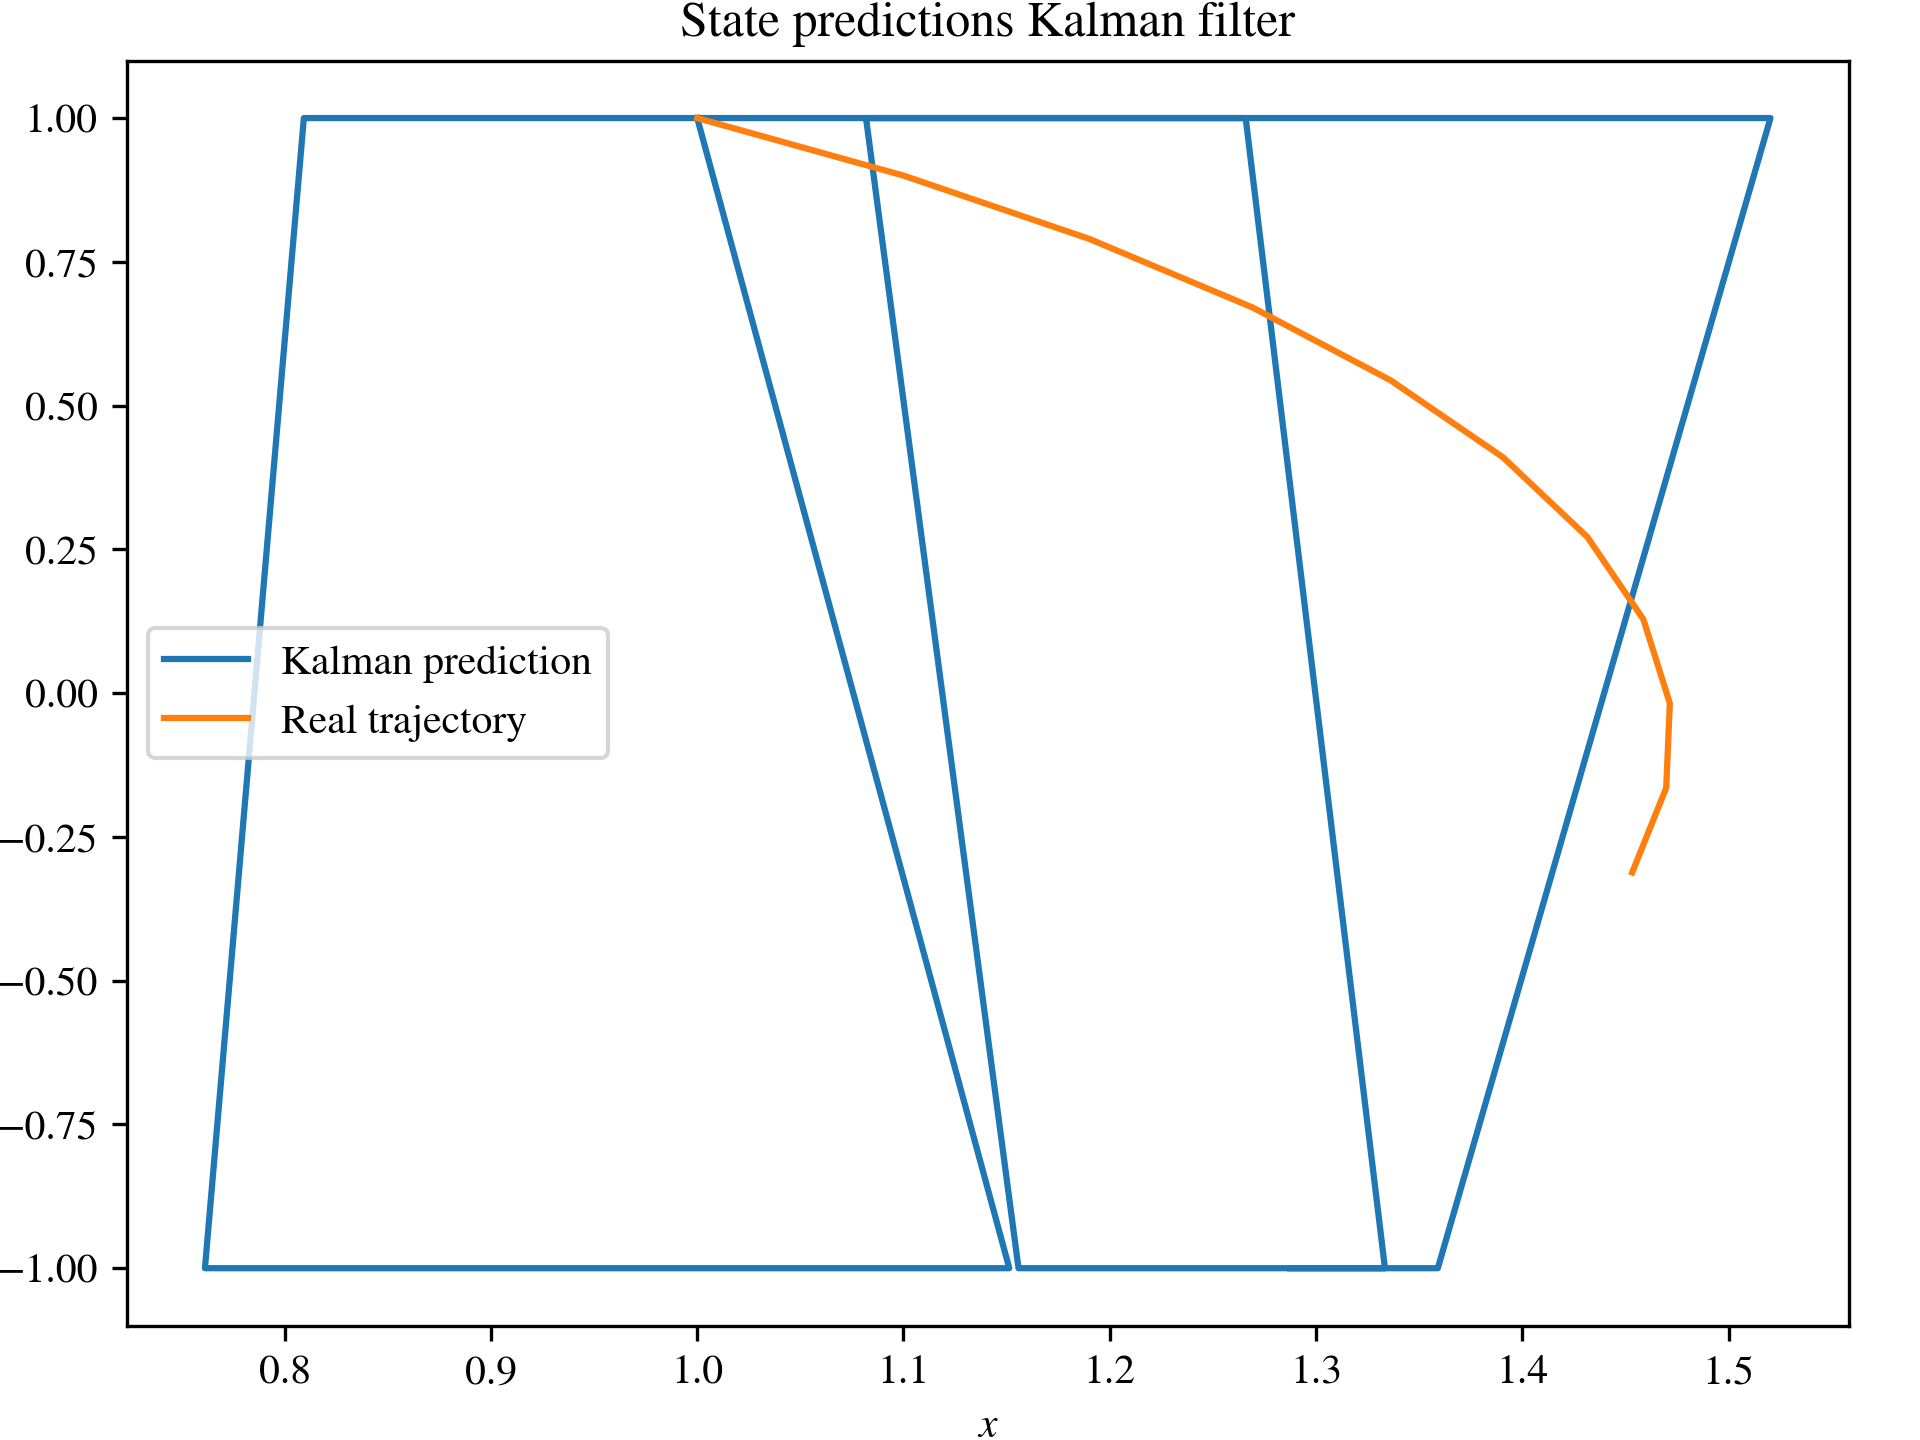 State predictions Kalman filter
1.00
0.75
0.50
0.25
0.00
−0.25
−0.50
−0.75
−1.00
Kalman prediction
Real trajectory
0.8 0.9 1.0 1.1 1.2 1.3 1.4 1.5
x